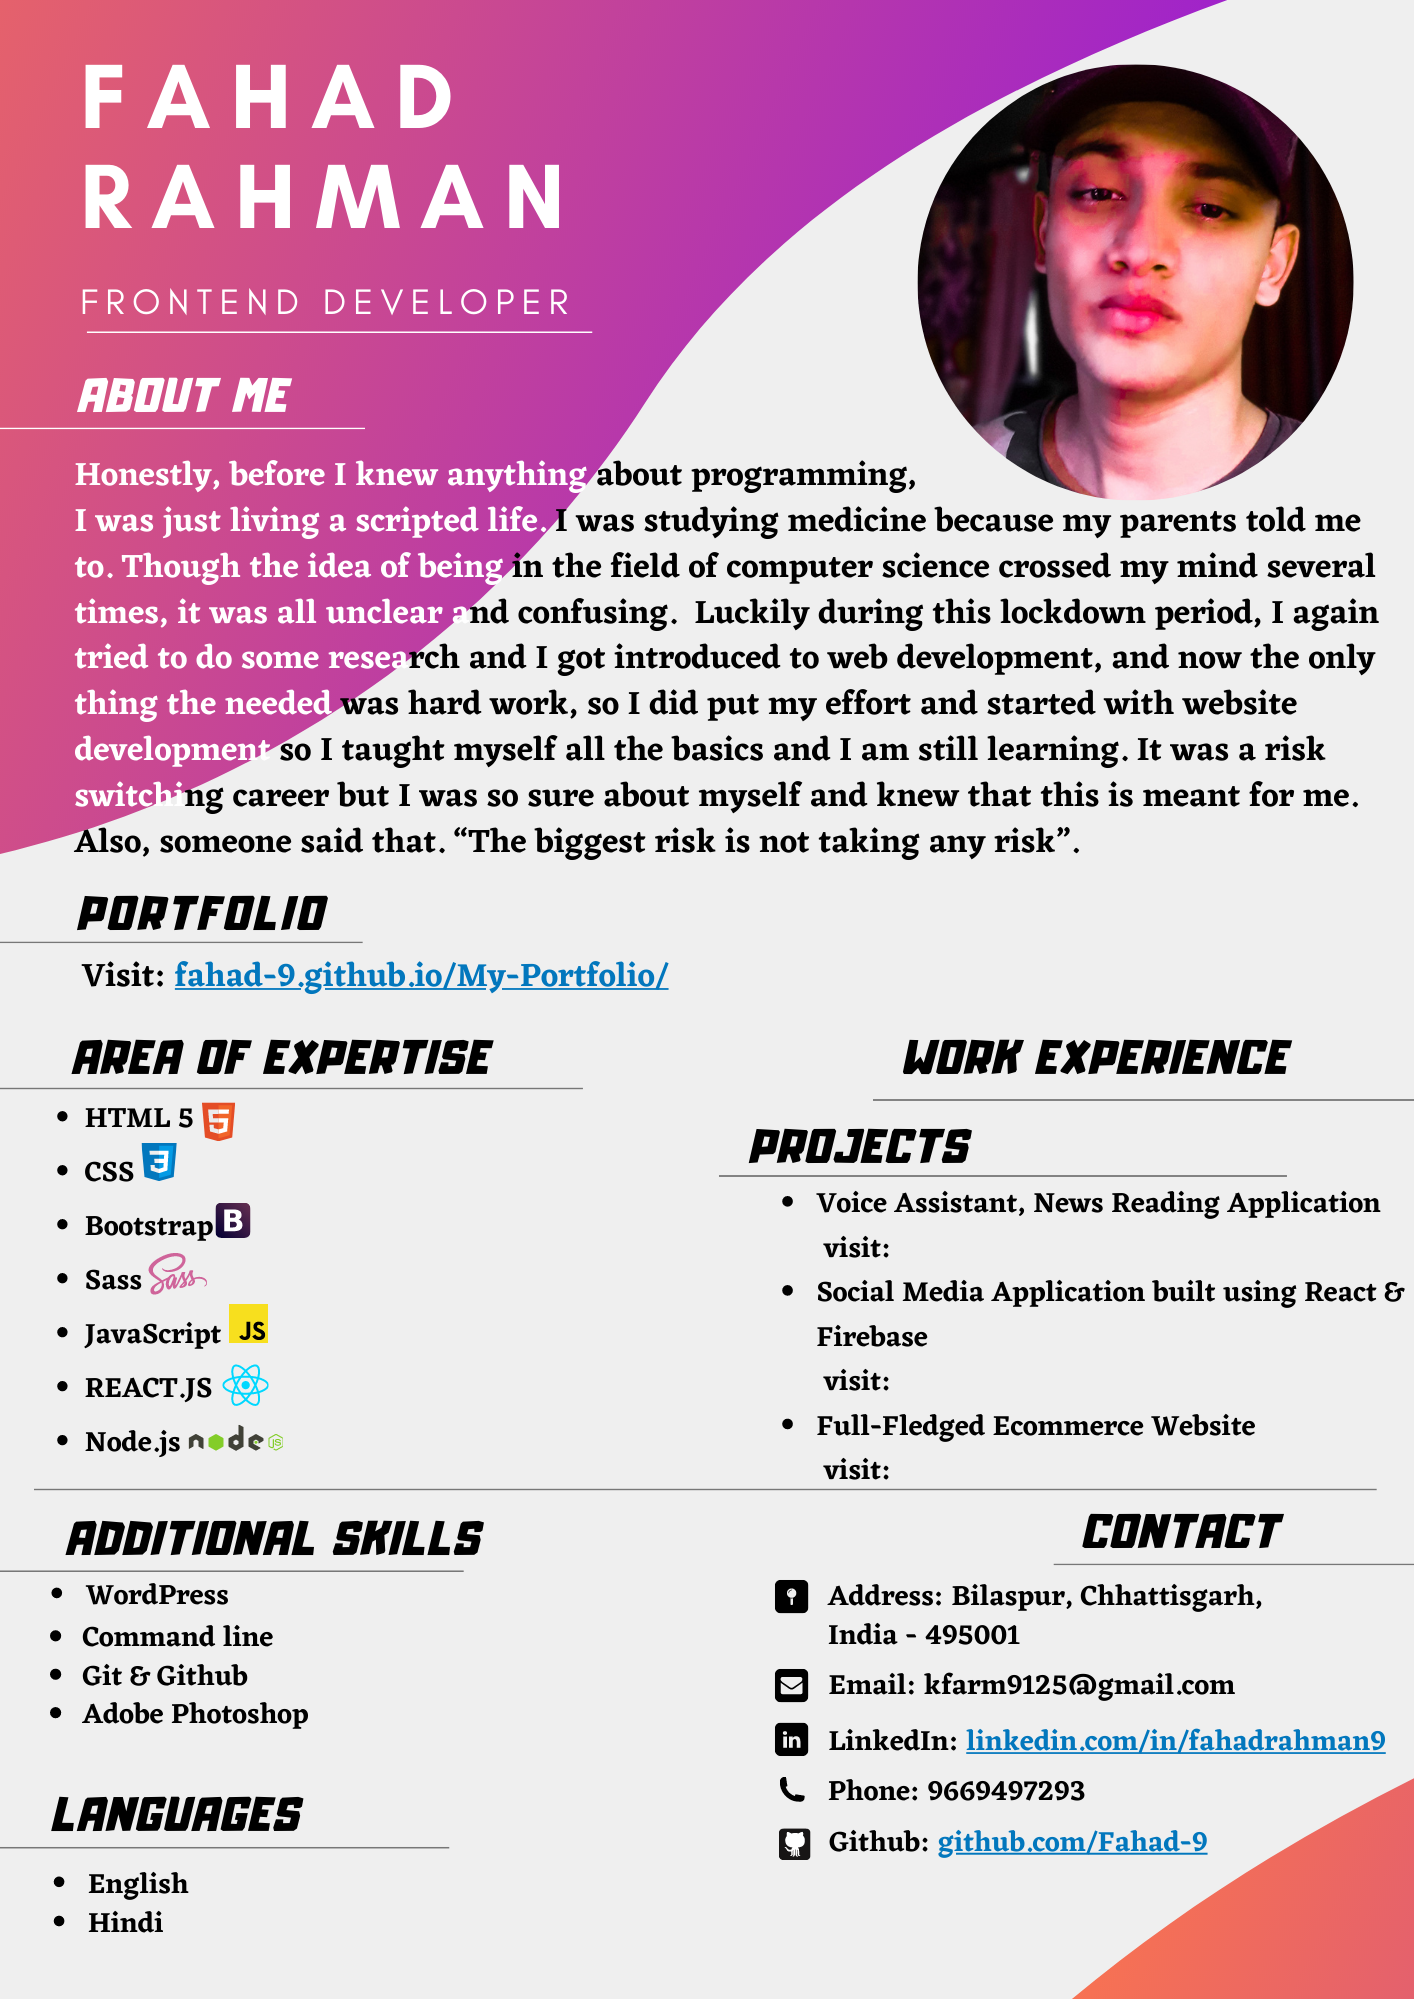 FAHAD
RAHMAN
FRONTEND DEVELOPER
ABOUT ME
Honestly, before I knew anything about programming,
I was just living a scripted life. I was studying medicine because my parents told me
to. Though the idea of being in the field of computer science crossed my mind several
times, it was all unclear and confusing.  Luckily during this lockdown period, I again
tried to do some research and I got introduced to web development, and now the only
thing the needed was hard work, so I did put my effort and started with website
development so I taught myself all the basics and I am still learning. It was a risk
switching career but I was so sure about myself and knew that this is meant for me.
Also, someone said that. “The biggest risk is not taking any risk”.
PORTFOLIO
Visit: fahad-9.github.io/My-Portfolio/
AREA OF EXPERTISE
• HTML 5 5
• CSS 3
• Bootstrap B
• Sass Sass
• JavaScript JS
• REACT.JS
• Node.js node JS
WORK EXPERIENCE
PROJECTS
• Voice Assistant, News Reading Application
visit:
• Social Media Application built using React &
Firebase
visit:
• Full-Fledged Ecommerce Website
visit:
ADDITIONAL SKILLS
• WordPress
• Command line
• Git & Github
• Adobe Photoshop
LANGUAGES
• English
• Hindi
CONTACT
Address: Bilaspur, Chhattisgarh,
India - 495001
Email: kfarm9125@gmail.com
in LinkedIn: linkedin.com/in/fahadrahman9
Phone: 9669497293
Github: github.com/Fahad-9